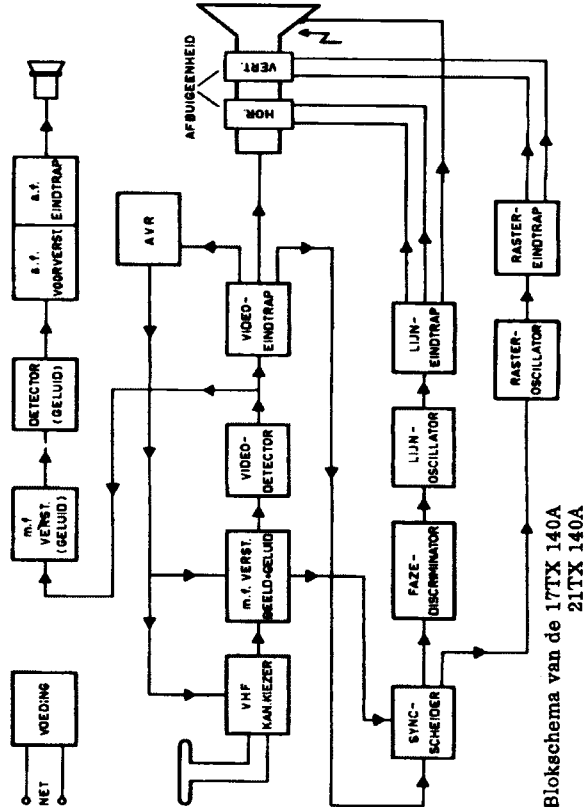 NET
VOEDING
m.f
VERST.
(GELUID)
DETECTOR
(GELUID)
a.f.
VOORVERST
a.f.
EINDTRAP
AVR
AFBUIGEENHEID
HOR.
VERT.
VHF
KAN.KIEZER
m.f. VERST.
BEELD+GELUID
VIDEO-
DETECTOR
VIDEO-
EINDTRAP
SYNC-
SCHEIDER
FAZE-
DISCRIMINATOR
LIJN-
OSCILLATOR
LIJN-
EINDTRAP
RASTER-
OSCILLATOR
RASTER-
EINDTRAP
Blokschema van de 17TX 140A
21TX 140A